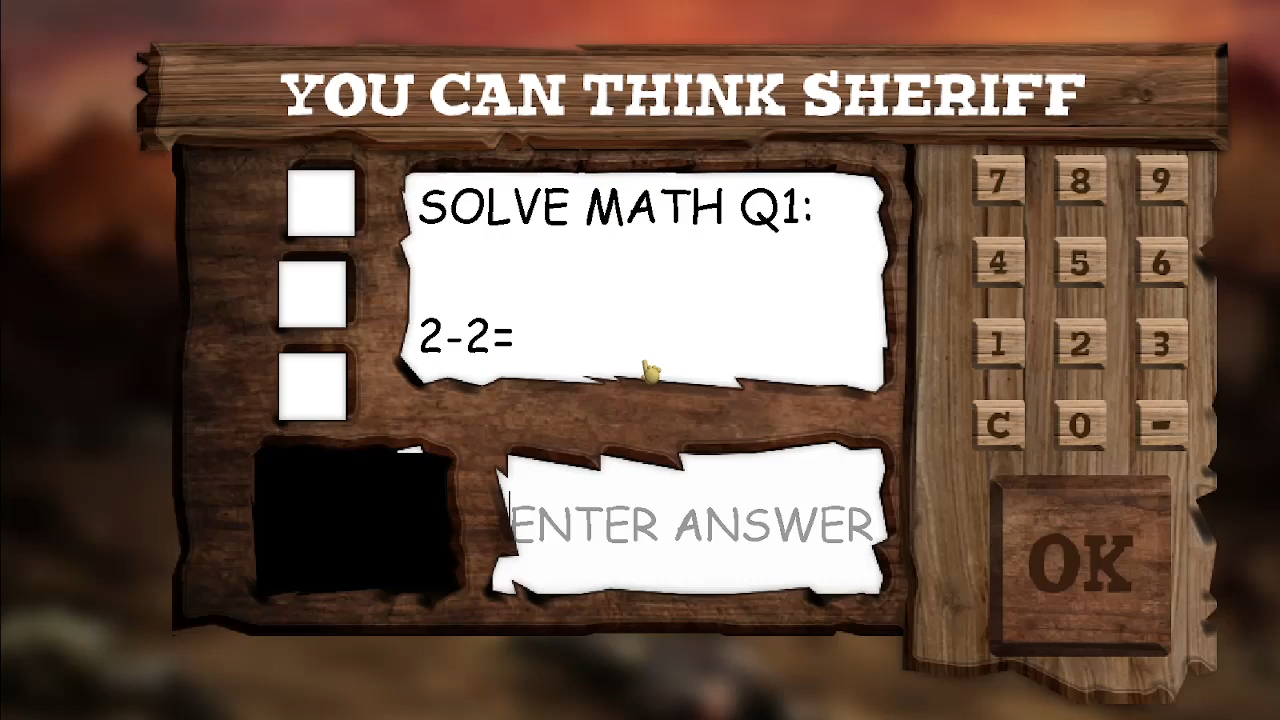 YOU CAN THINK SHERIFF
SOLVE MATH Q1:
2-2=
ENTER ANSWER
7 8 9
4 5 6
1 2 3
C 0 -
OK